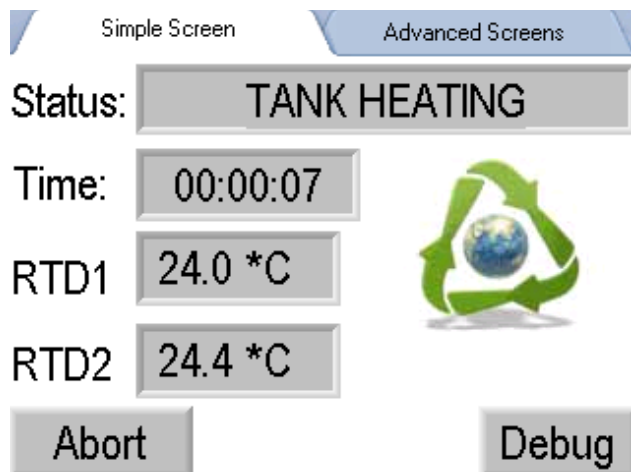 Simple Screen Advanced Screens
Status: TANK HEATING
Time: 00:00:07
RTD1 24.0 *C
RTD2 24.4 *C
Abort Debug